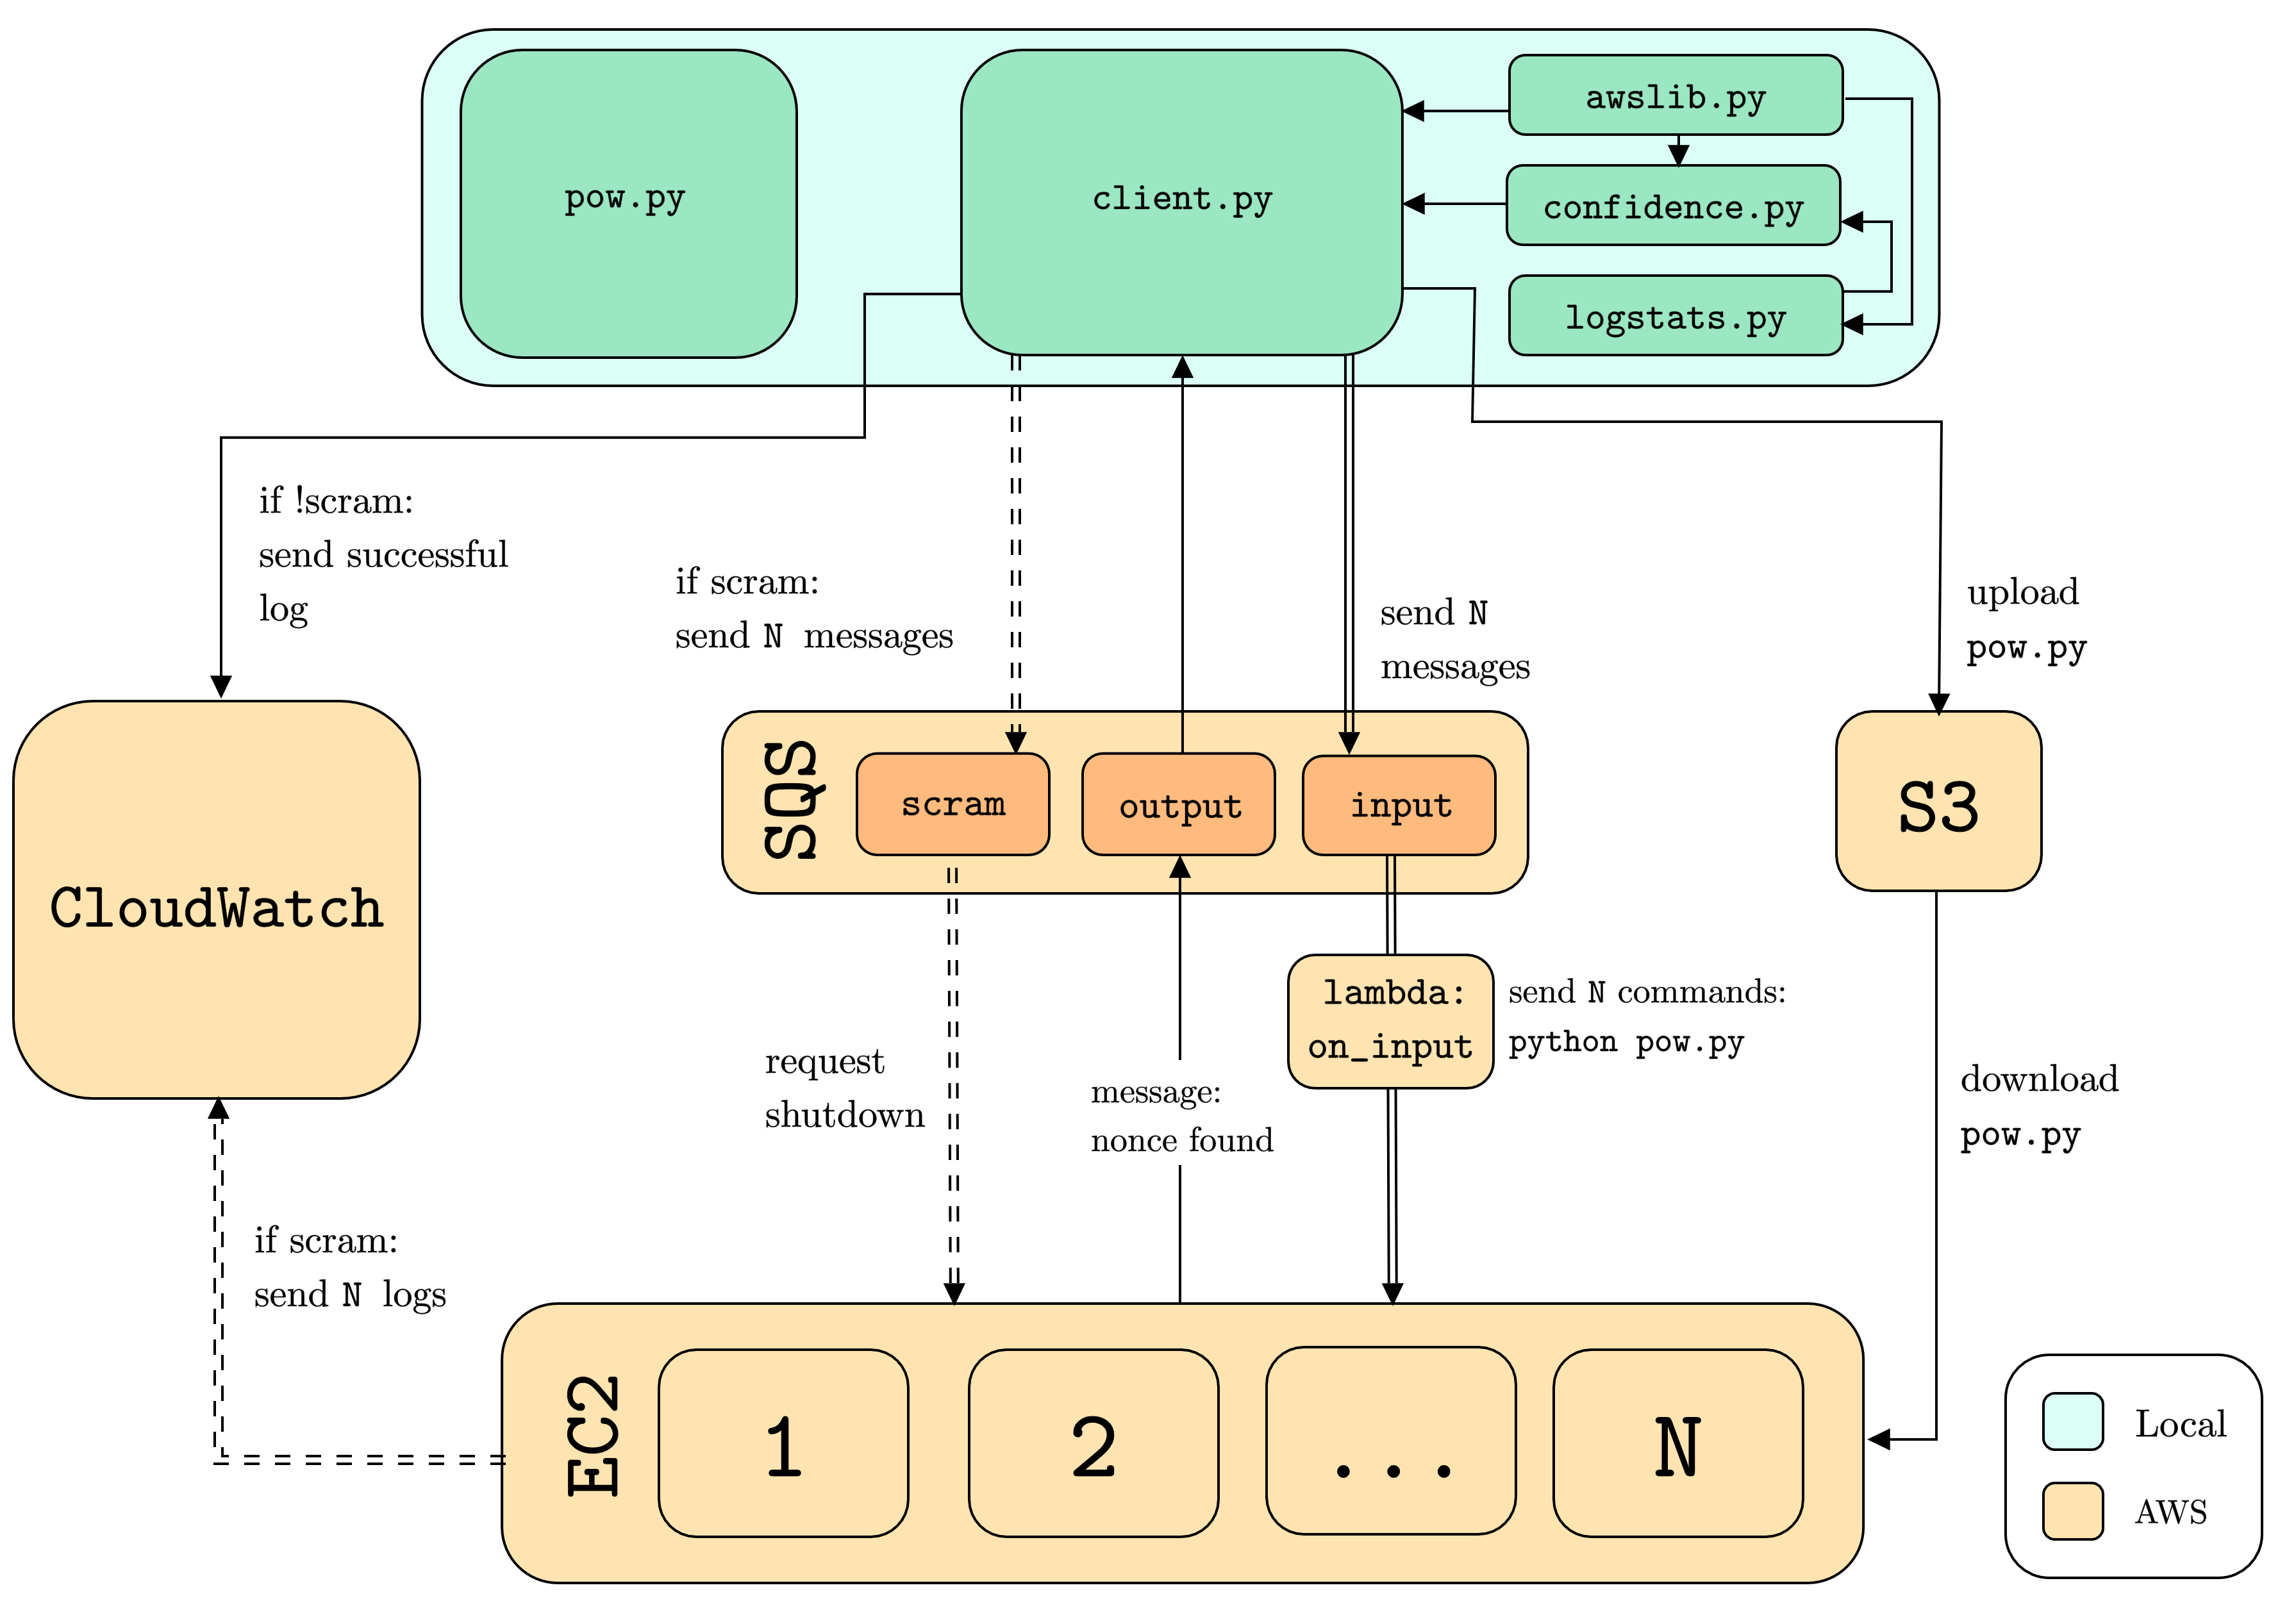 pow.py
client.py
awslib.py
confidence.py
logstats.py
if !scram:
send successful
log
if scram:
send N messages
send N
messages
upload
pow.py
CloudWatch
SQS
scram
output
input
S3
lambda:
on_input
send N commands:
python pow.py
request
shutdown
message:
nonce found
download
pow.py
if scram:
send N logs
EC2
1
2
...
N
Local
AWS